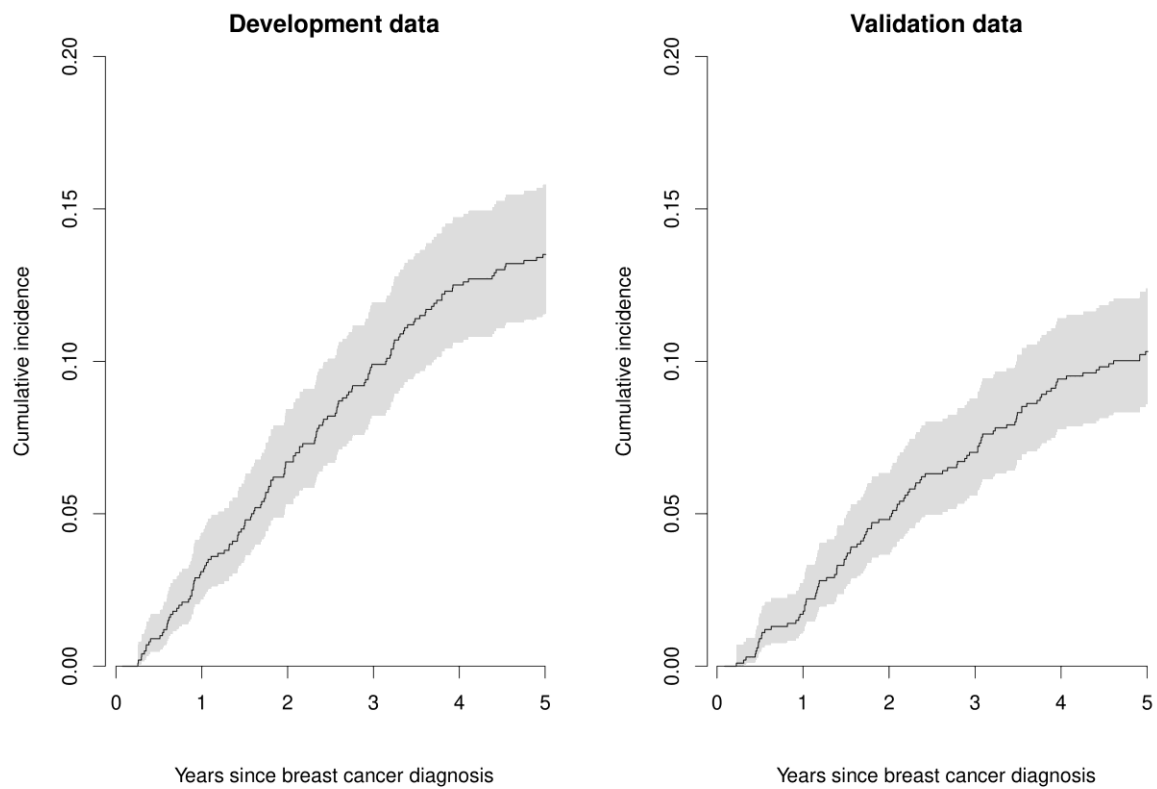 Development data
0.20
0.15
0.10
0.05
0.00
Cumulative incidence
0 1 2 3 4 5
Years since breast cancer diagnosis
Validation data
0.20
0.15
0.10
0.05
0.00
Cumulative incidence
0 1 2 3 4 5
Years since breast cancer diagnosis